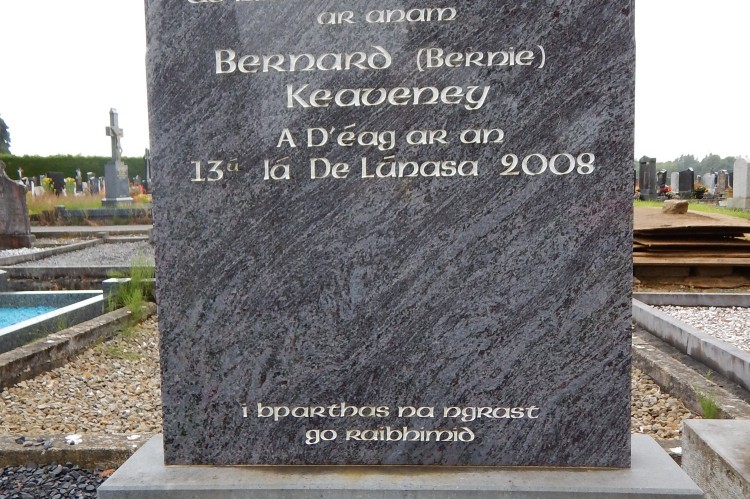 ar anam
Bernard (Bernie)
Keaveney
A D'éag ar an
13ú lá De Lúnasa 2008
i bparthas na ngrast
go raibhimid